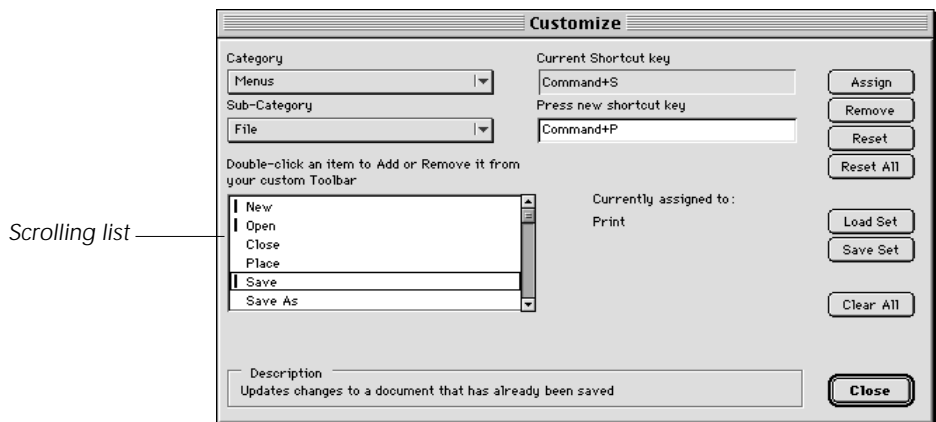 Customize
Category
Menus
Sub-Category
File
Double-click an item to Add or Remove it from
your custom Toolbar
Scrolling list
New
Open
Close
Place
Save
Save As
Current Shortcut key
Command+S
Press new shortcut key
Command+P
Currently assigned to:
Print
Assign
Remove
Reset
Reset All
Load Set
Save Set
Clear All
Description
Updates changes to a document that has already been saved
Close